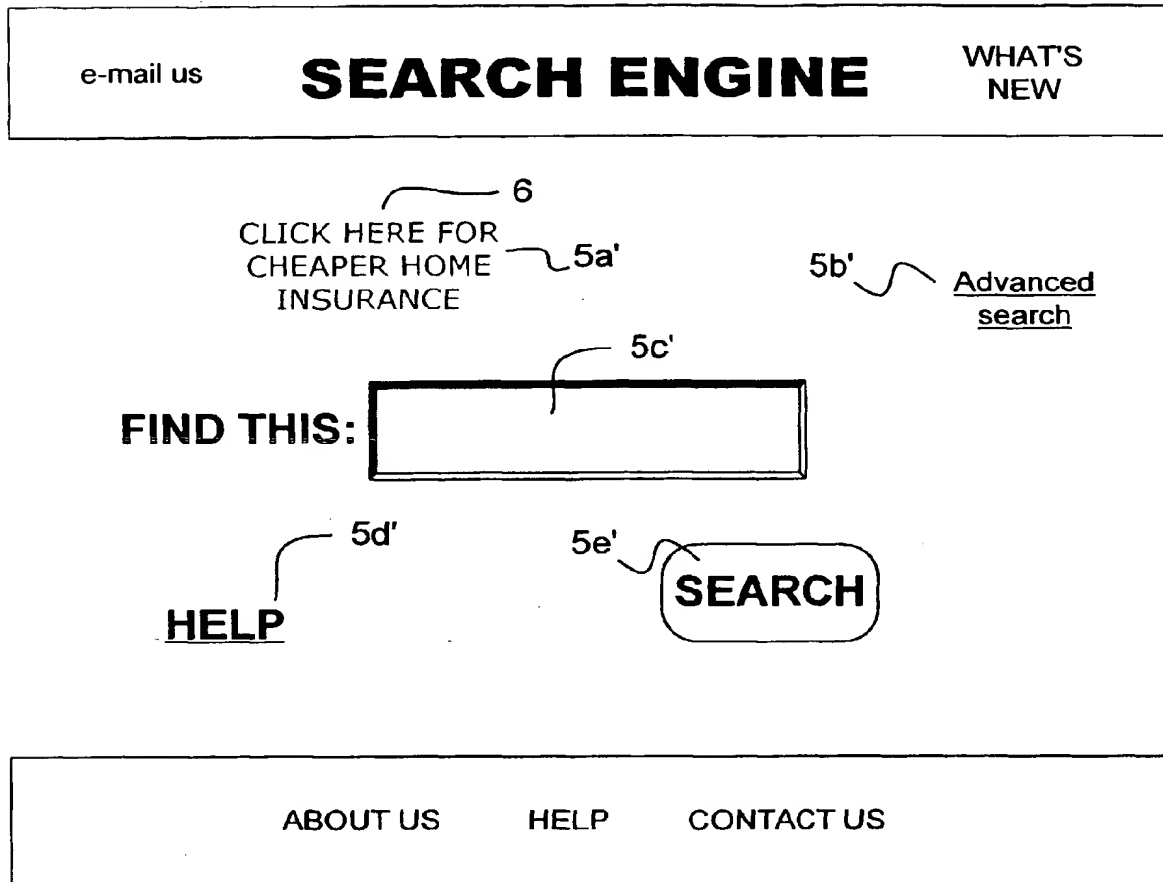 e-mail us SEARCH ENGINE WHAT'S
NEW
6
CLICK HERE FOR
CHEAPER HOME
INSURANCE
5a'
5b'
Advanced
search
5c'
FIND THIS:
5d'
5e'
HELP
SEARCH
ABOUT US HELP CONTACT US